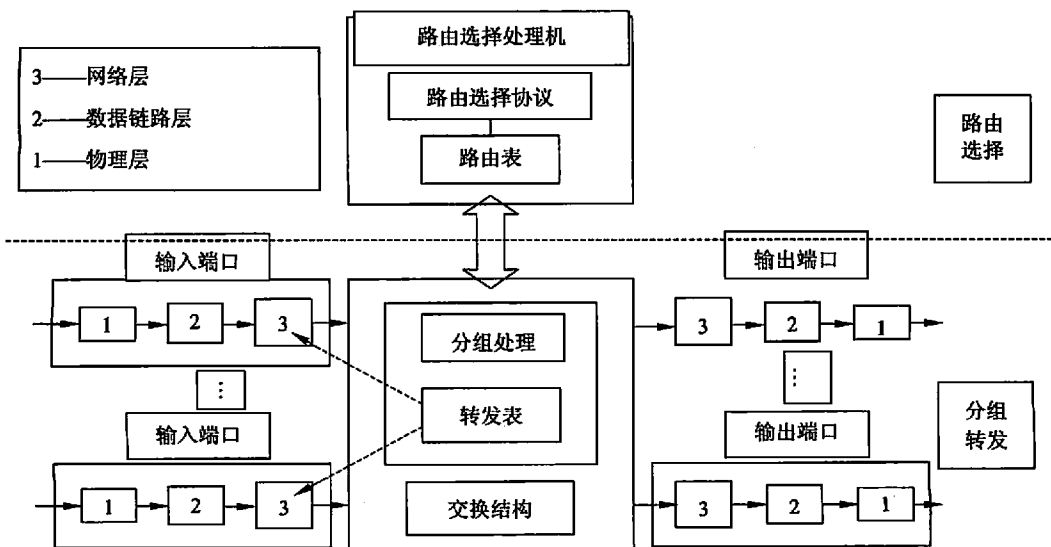 路由选择处理机
3——网络层
2——数据链路层
1——物理层
路由选择协议
路由表
路由
选择
输入端口
输出端口
1
2
3
3
2
1
分组处理
⋮
⋮
转发表
输入端口
输出端口
分组
转发
1
2
3
交换结构
3
2
1